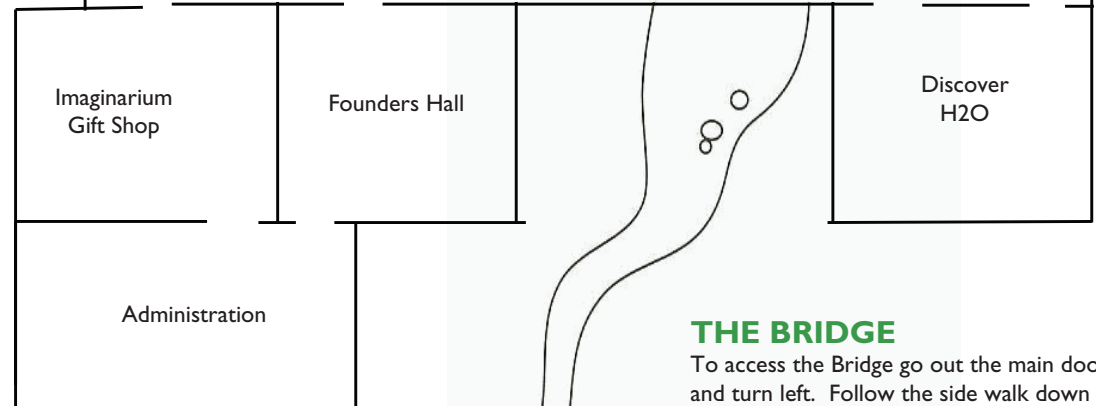 Imaginarium
Gift Shop
Founders Hall
Discover
H2O
Administration
THE BRIDGE
To access the Bridge go out the main
and turn left. Follow the side walk down